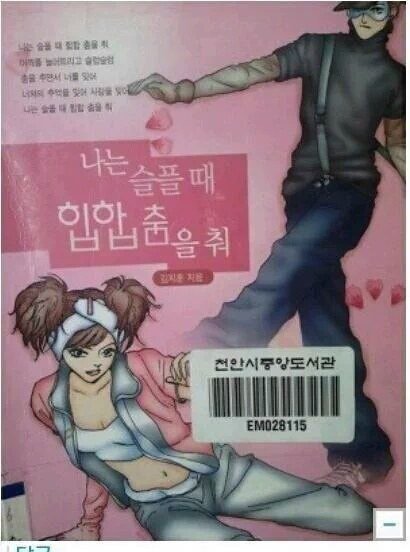 나는 슬플 때 힙합 춤을 춰
어깨를 늘어뜨리고 슬렁슬렁
춤을 추면서 너를 잊어
너와의 추억을 잊어 사랑을 잊어
나는 슬플 때 힙합 춤을 춰
나는
슬플 때
힙합 춤을 춰
김지훈 지음
천안시중앙도서관
EM028115
6